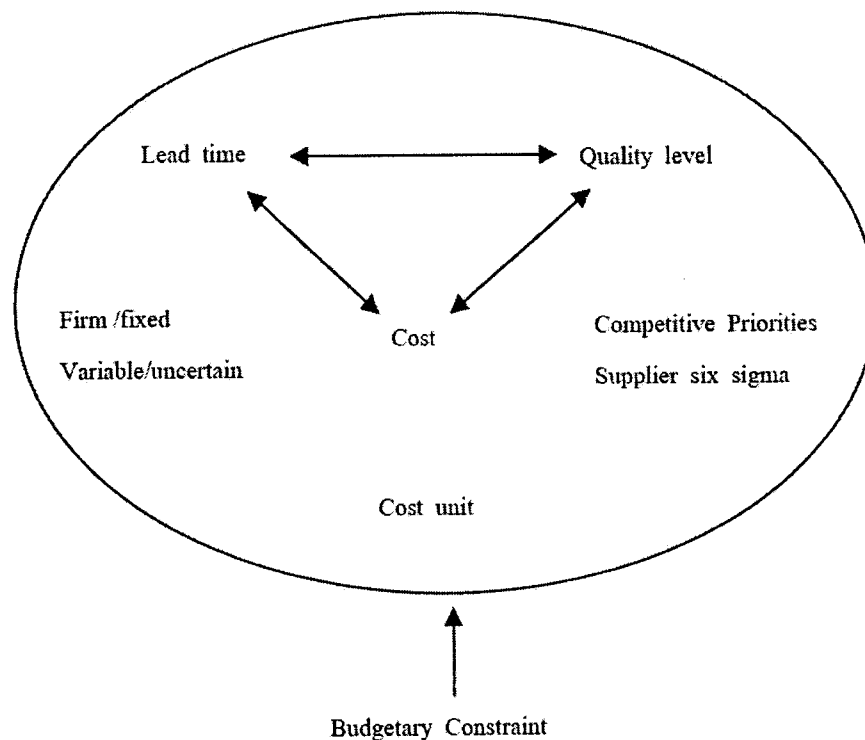 Lead time
Quality level
Firm /fixed
Cost
Competitive Priorities
Variable/uncertain
Supplier six sigma
Cost unit
Budgetary Constraint